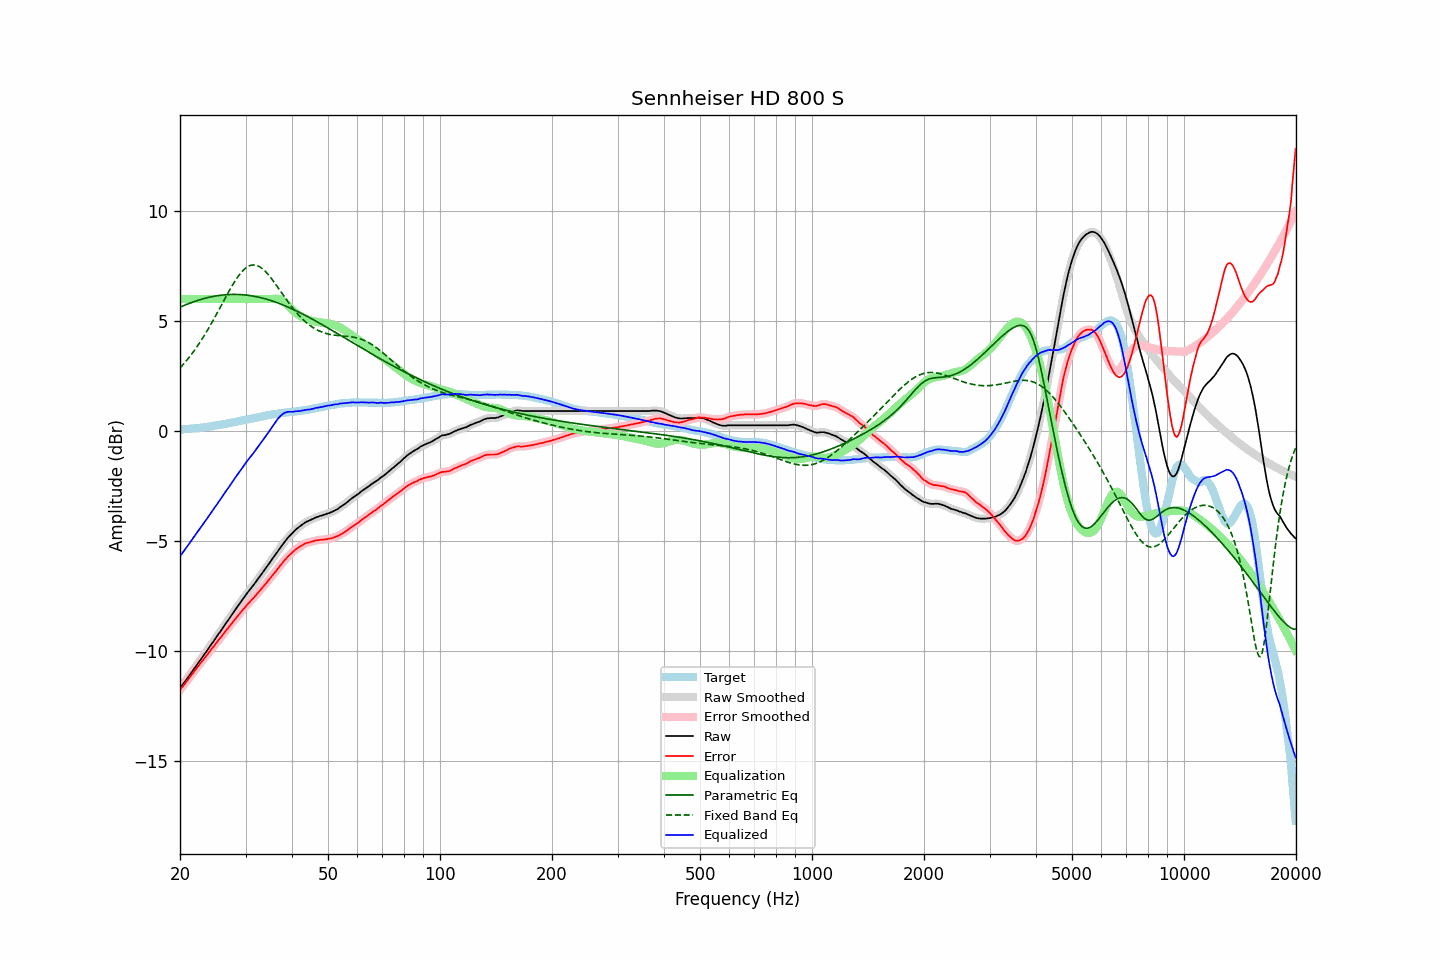 Sennheiser HD 800 S
Amplitude (dBr)
10
5
0
−5
−10
−15
Target
Raw Smoothed
Error Smoothed
Raw
Error
Equalization
Parametric Eq
Fixed Band Eq
Equalized
20 50 100 200 500 1000 2000 5000 10000 20000
Frequency (Hz)